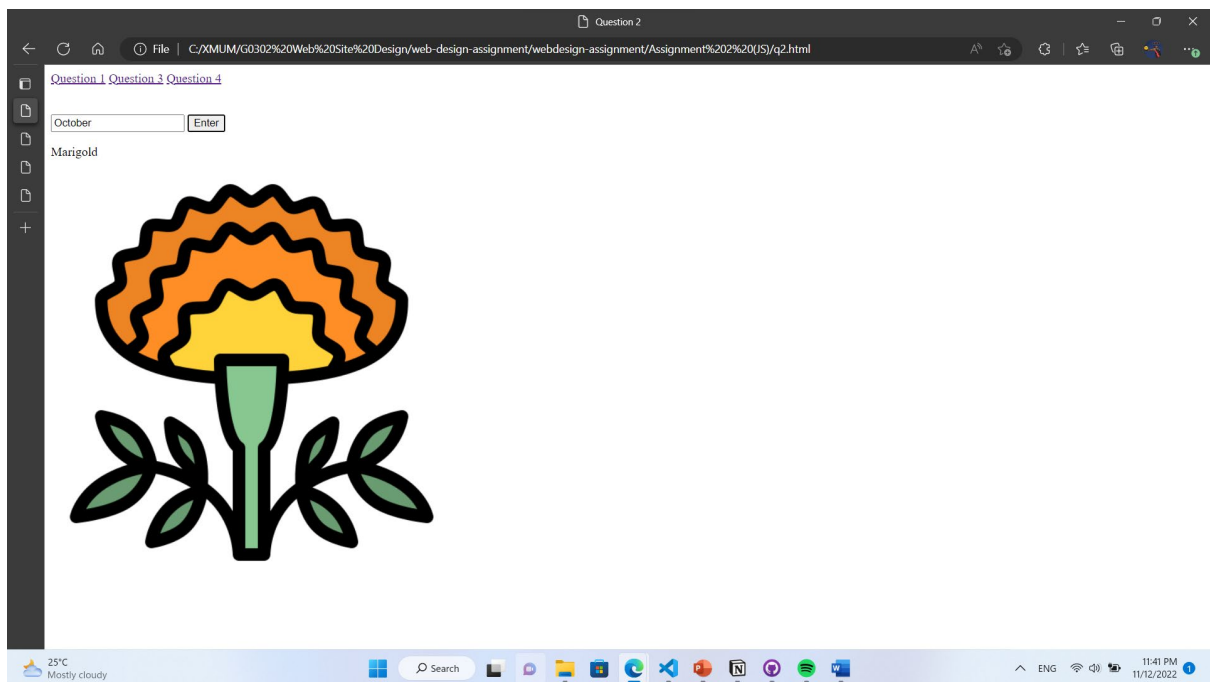 Question 2
File | C:/XMUM/G0302%20Web%20Site%20Design/web-design-assignment/webdesign-assignment/Assignment%202%20(JS)/q2.html
Question 1 Question 3 Question 4
October Enter
Marigold
25°C
Mostly cloudy
Search
ENG
11:41 PM
11/12/2022
1